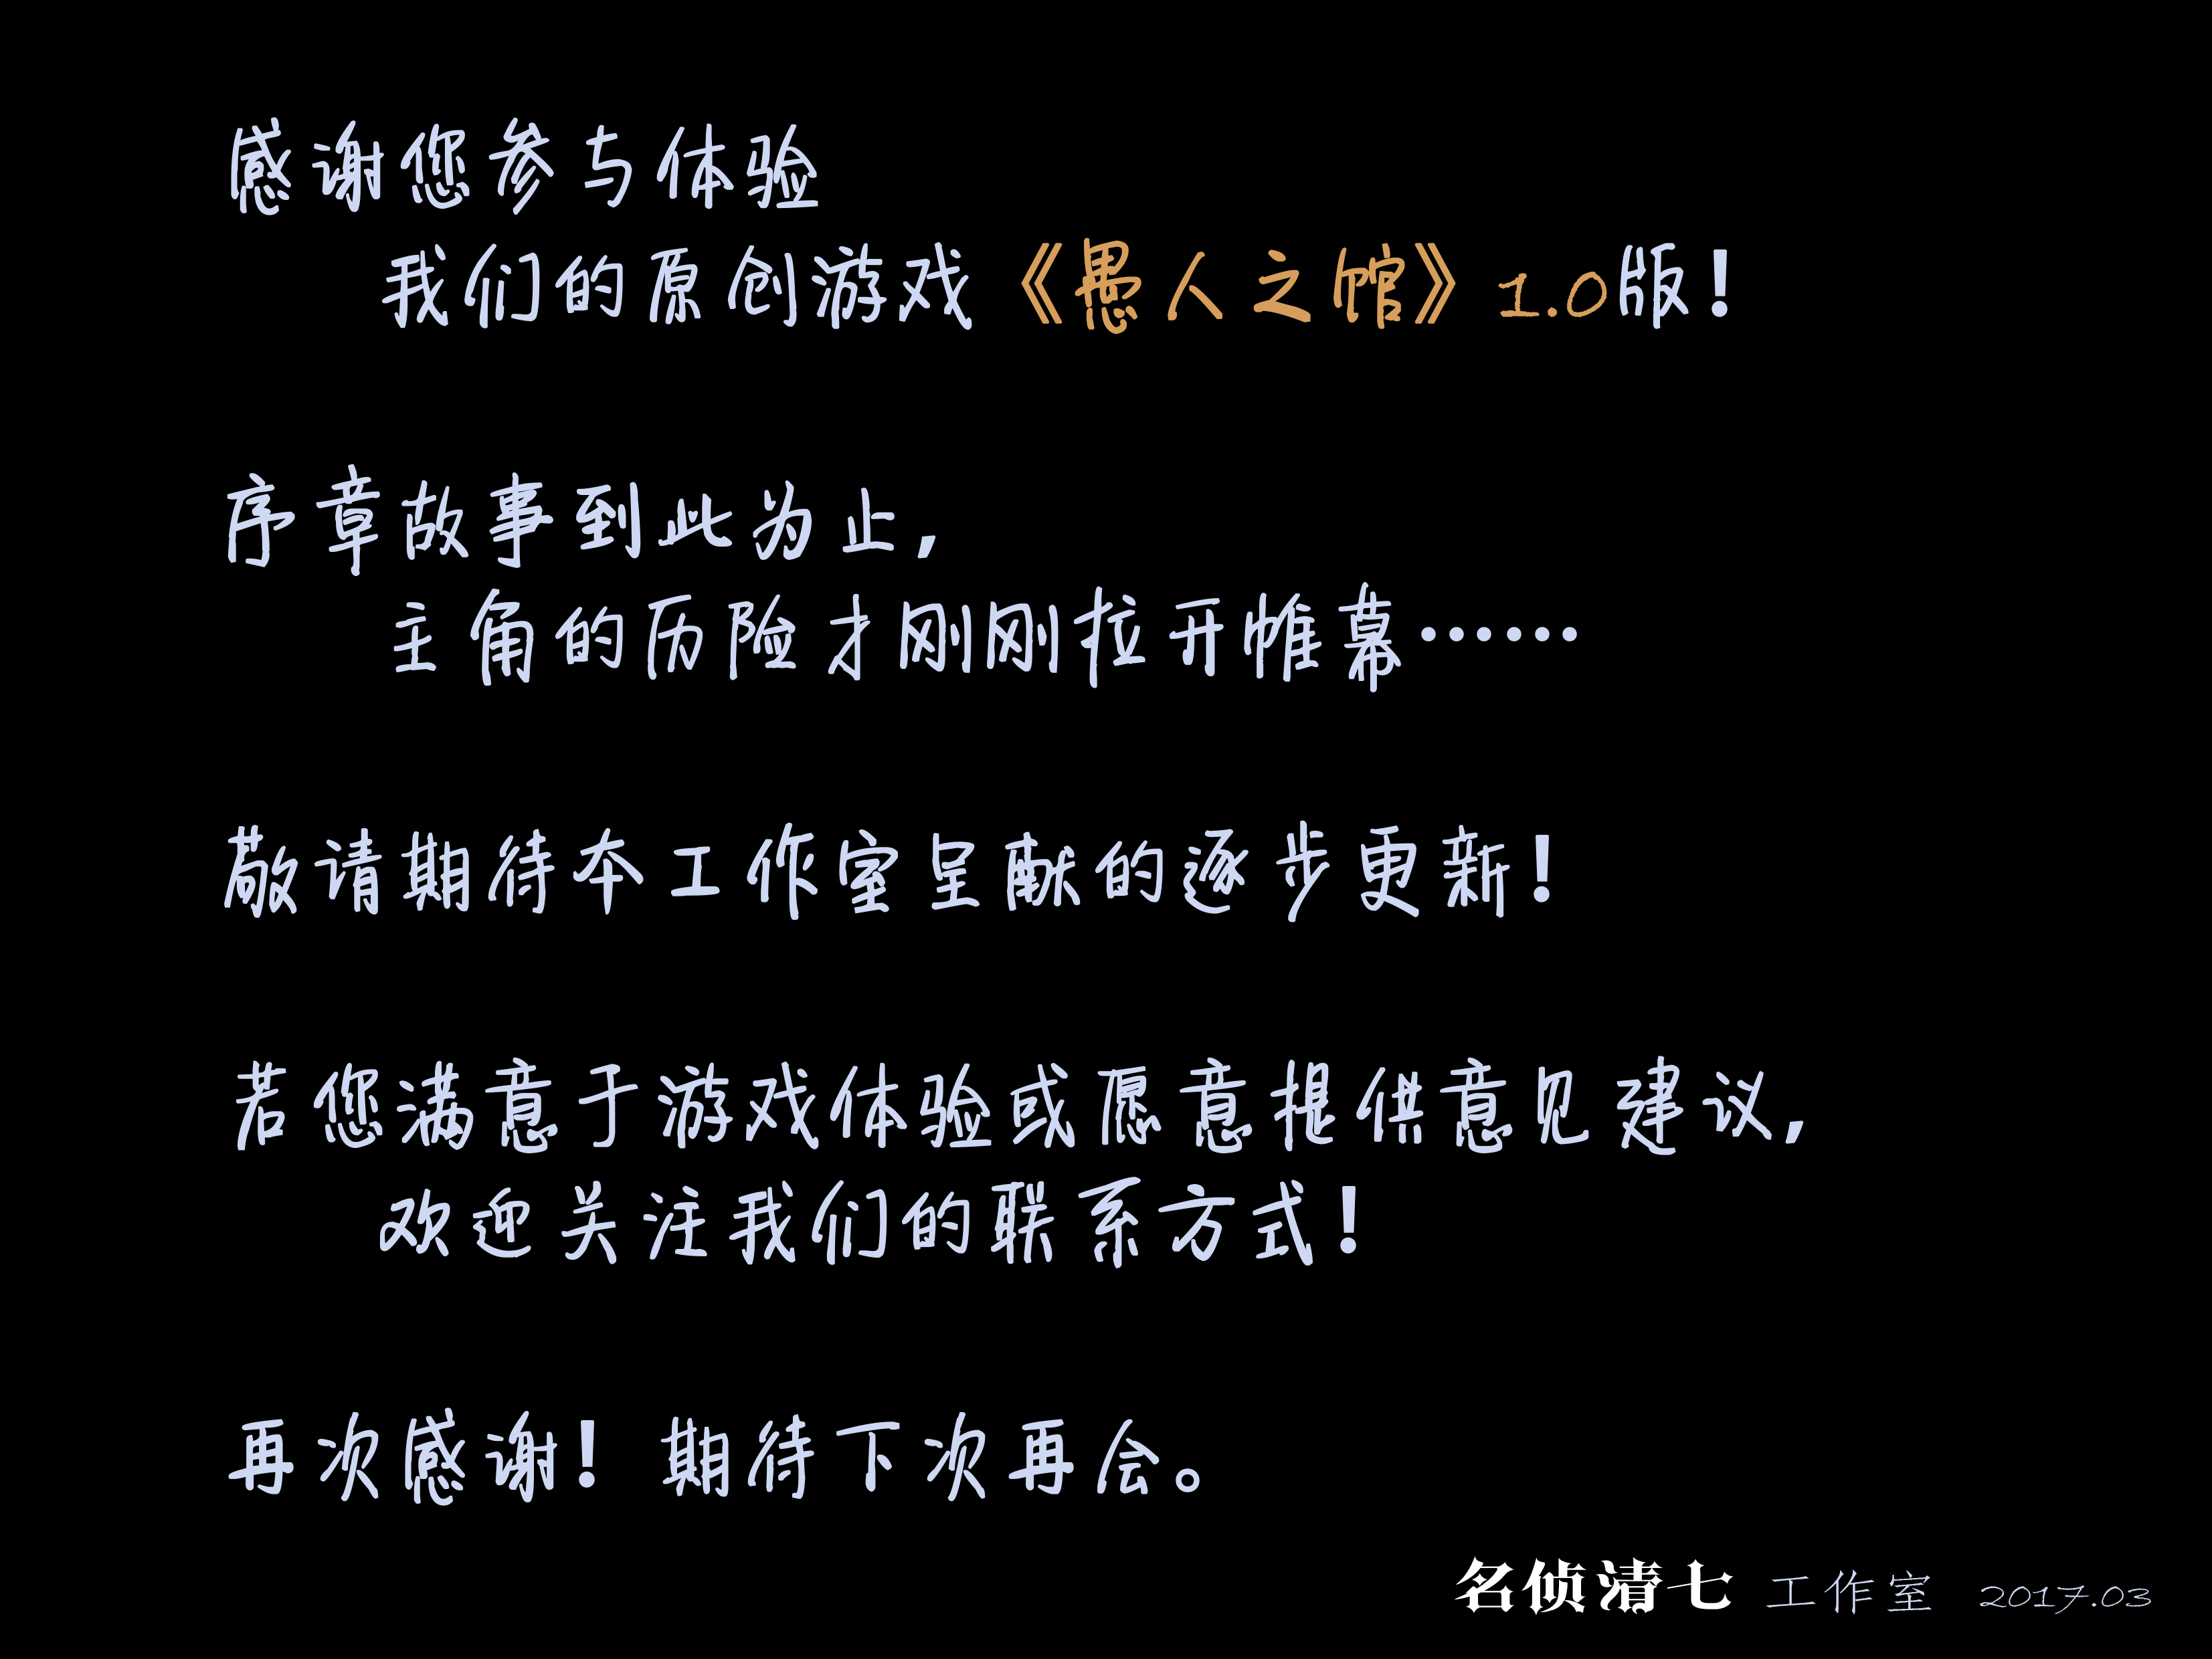 感谢您参与体验
我们的原创游戏《愚人之馆》1.0版！
序章故事到此为止，
主角的历险才刚刚拉开帷幕……
敬请期待本工作室呈献的逐步更新！
若您满意于游戏体验或愿意提供意见建议，
欢迎关注我们的联系方式！
再次感谢！期待下次再会。
名侦清七 工作室 2017.03